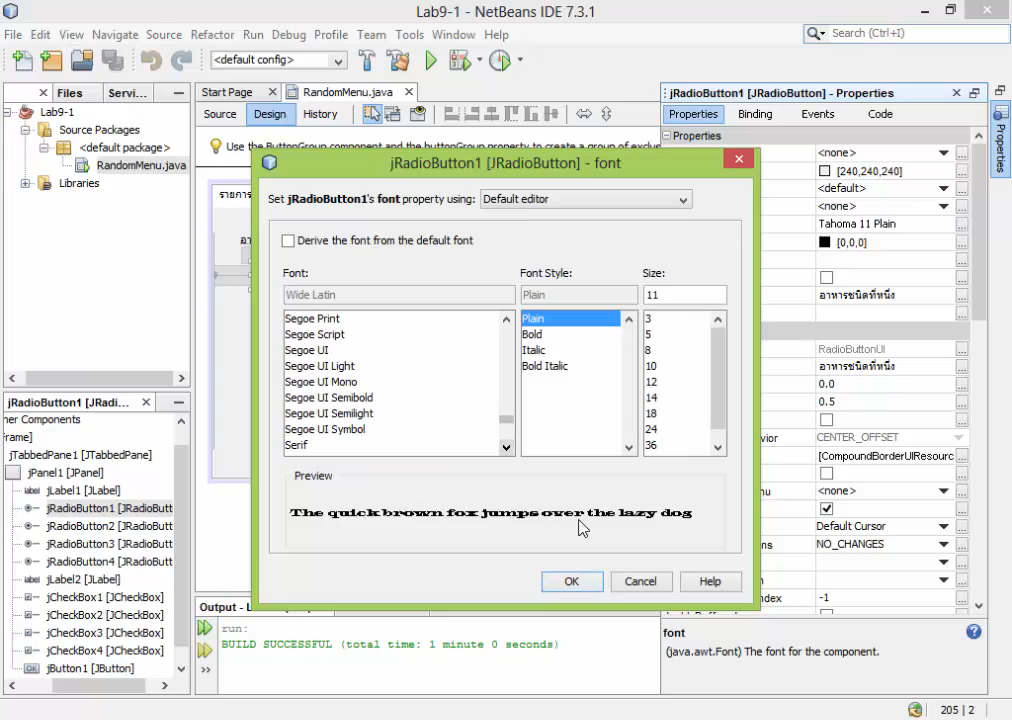 Lab9-1 - NetBeans IDE 7.3.1
File Edit View Navigate Source Refactor Run Debug Profile Team Tools Window Help
Search (Ctrl+I)
<default config>
Files Servi...
Lab9-1
Source Packages
<default package>
RandomMenu.java
Libraries
Start Page RandomMenu.java
Source Design History
Use the ButtonGroup component and the buttonGroup property to create a group of exclus
รายการ
jRadioButton1 [JRadioButton] - Properties
Properties Binding Events Code
Properties
<none>
[240,240,240]
<default>
<none>
Tahoma 11 Plain
[0,0,0]
อาหารชนิดที่หนึ่ง
RadioButtonUI
อาหารชนิดที่หนึ่ง
0.0
0.5
CENTER_OFFSET
[CompoundBorderUIResourc
<none>
Default Cursor
NO_CHANGES
-1
font
(java.awt.Font) The font for the component.
Properties
jRadioButton1 [JRadioButton] - font
Set jRadioButton1's font property using: Default editor
Derive the font from the default font
Font: Font Style: Size:
Wide Latin Plain 11
Segoe Print
Segoe Script
Segoe UI
Segoe UI Light
Segoe UI Mono
Segoe UI Semibold
Segoe UI Semilight
Segoe UI Symbol
Serif
Plain
Bold
Italic
Bold Italic
3
5
8
10
12
14
18
24
36
Preview
The quick brown fox jumps over the lazy dog
OK Cancel Help
jRadioButton1 [JRadi...
ner Components
rame]
jTabbedPane1 [JTabbedPane]
jPanel1 [JPanel]
jLabel1 [JLabel]
jRadioButton1 [JRadioButt
jRadioButton2 [JRadioButt
jRadioButton3 [JRadioButt
jRadioButton4 [JRadioButt
jLabel2 [JLabel]
jCheckBox1 [JCheckBox]
jCheckBox2 [JCheckBox]
jCheckBox3 [JCheckBox]
jCheckBox4 [JCheckBox]
jButton1 [JButton]
Output - L
run:
BUILD SUCCESSFUL (total time: 1 minute 0 seconds)
205 | 2